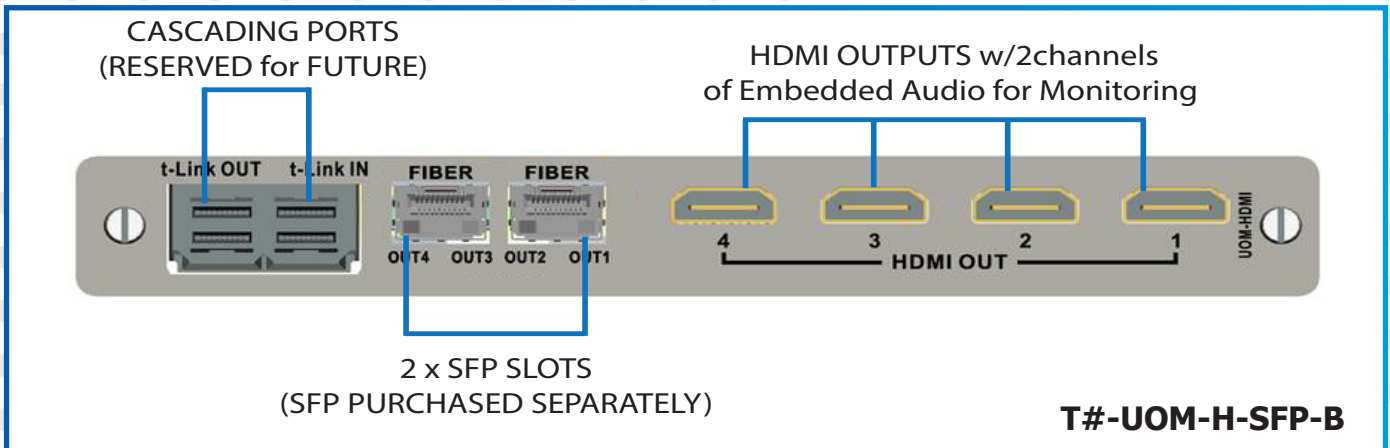 CASCADING PORTS
(RESERVED for FUTURE)
HDMI OUTPUTS w/2channels
of Embedded Audio for Monitoring
t-Link OUT t-Link IN
FIBER FIBER
OUT4 OUT3 OUT2 OUT1
4 3 2 1
HDMI OUT
UOM-HDMI
2 x SFP SLOTS
(SFP PURCHASED SEPARATELY)
T#-UOM-H-SFP-B